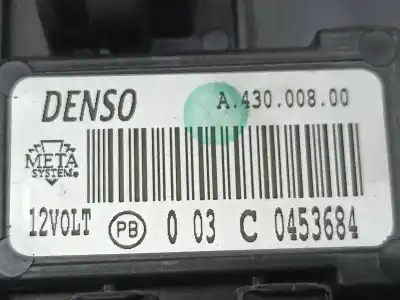 DENSO
A.430.008.00
META
SYSTEM®
12VOLT PB 0 03 C 0453684